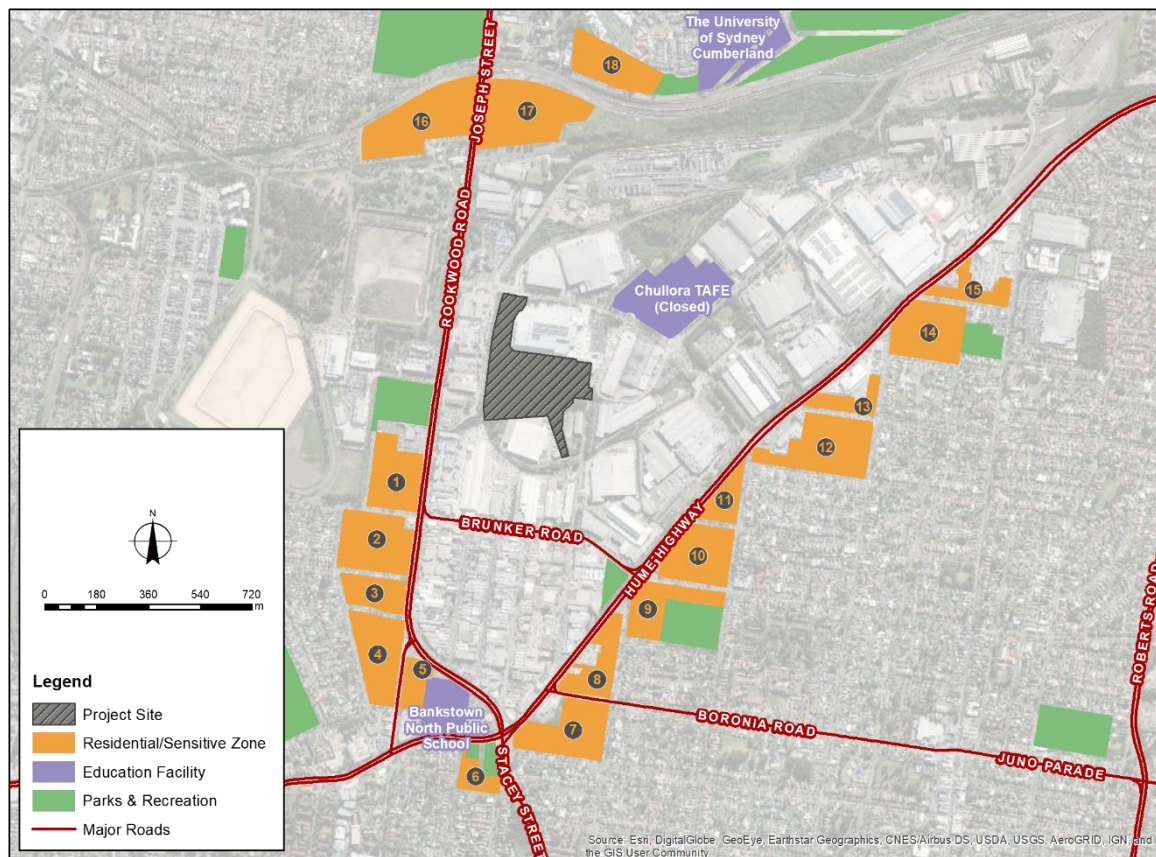 The University
of Sydney
Cumberland
18
17
16
JOSEPH STREET
ROOKWOOD ROAD
Chullora TAFE
(Closed)
15
14
13
12
11
10
9
8
7
HUME HIGHWAY
BRUNKER ROAD
1
2
3
4
5
6
Bankstown
North Public
School
STACEY STREET
BORONIA ROAD
JUNO PARADE
ROBERTS ROAD
N
0 90 180 360 540 720
m
Legend
Project Site
Residential/Sensitive Zone
Education Facility
Parks & Recreation
Major Roads
Source: Esri, DigitalGlobe, GeoEye, Earthstar Geographics, CNES/Airbus DS, USDA, USGS, AeroGRID, IGN, and
the GIS User Community